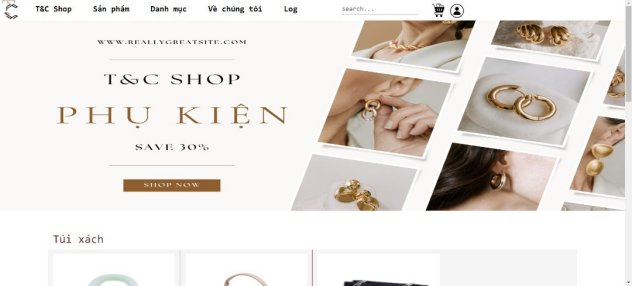 T&C Shop Sản phẩm Danh mục Về chúng tôi Log search...
WWW.REALLYGREATSITE.COM
T&C SHOP
PHỤ KIỆN
SAVE 30%
SHOP NOW
Túi xách